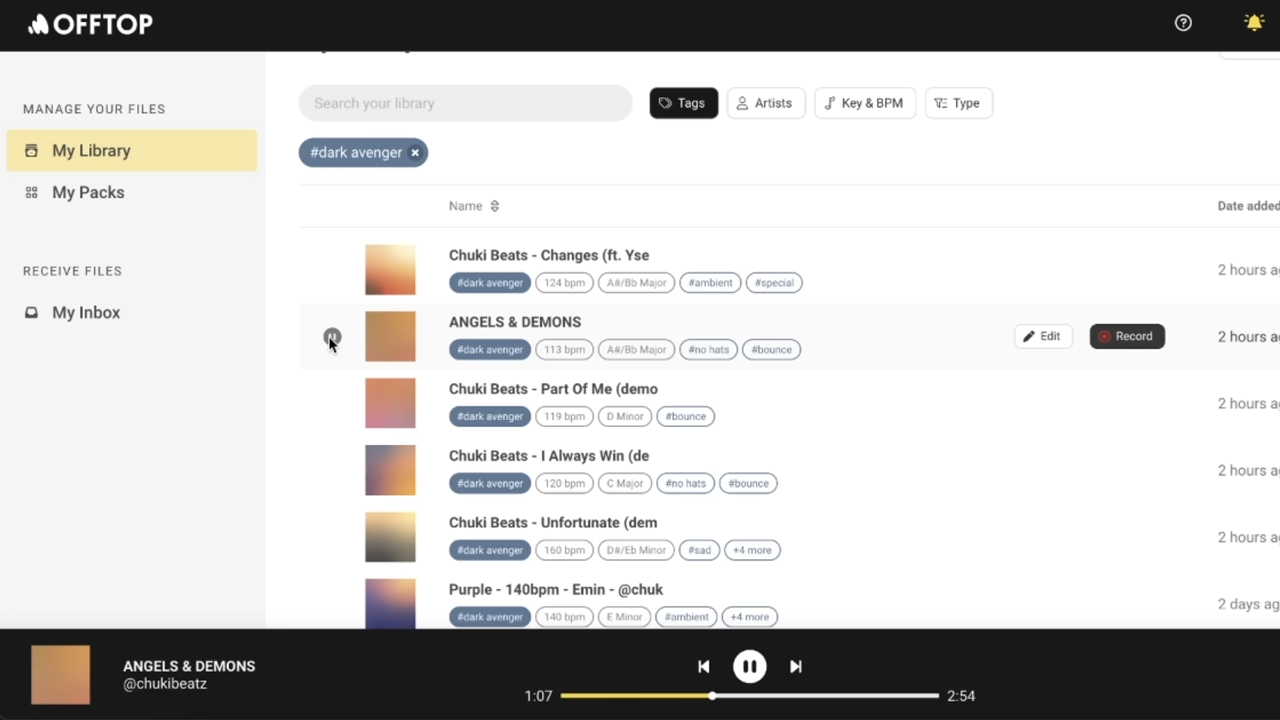 OFFTOP
MANAGE YOUR FILES
My Library
My Packs
RECEIVE FILES
My Inbox
Search your library
Tags
Artists
Key & BPM
Type
#dark avenger
Name
Date added
Chuki Beats - Changes (ft. Yse
#dark avenger 124 bpm A#/Bb Major #ambient #special
2 hours a
ANGELS & DEMONS
#dark avenger 113 bpm A#/Bb Major #no hats #bounce
Edit
Record
2 hours a
Chuki Beats - Part Of Me (demo
#dark avenger 119 bpm D Minor #bounce
2 hours a
Chuki Beats - I Always Win (de
#dark avenger 120 bpm C Major #no hats #bounce
2 hours a
Chuki Beats - Unfortunate (dem
#dark avenger 160 bpm D#/Eb Minor #sad +4 more
2 hours a
Purple - 140bpm - Emin - @chuk
#dark avenger 140 bpm E Minor #ambient +4 more
2 days ag
ANGELS & DEMONS
@chukibeatz
1:07
2:54